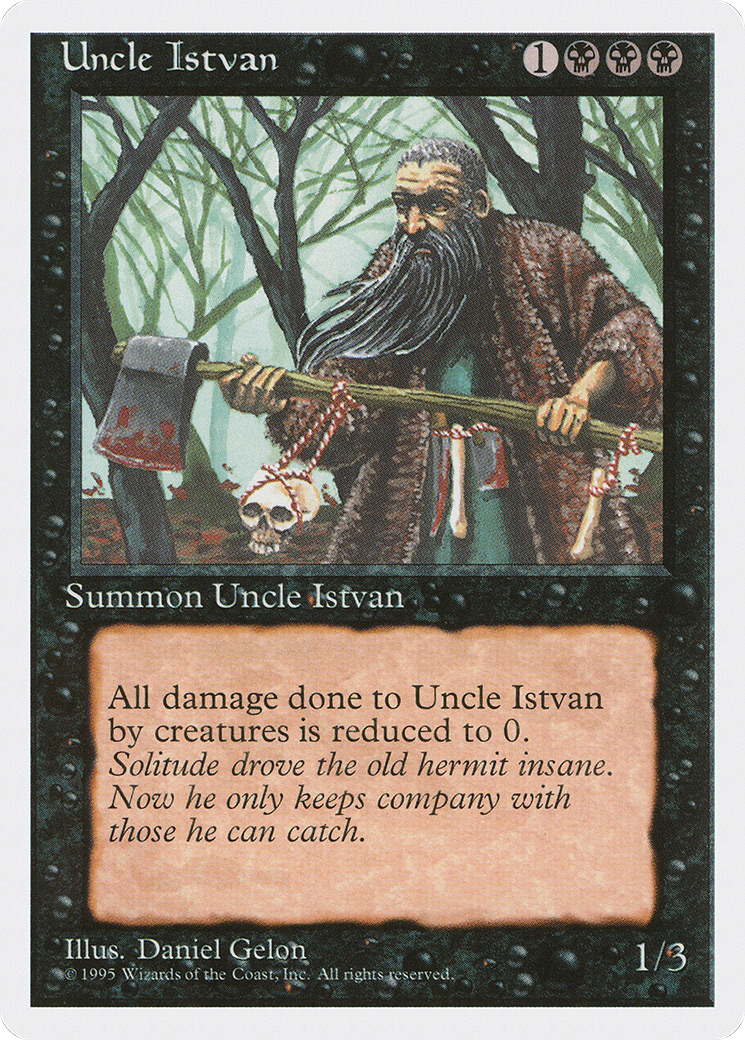 Uncle Istvan 1
Summon Uncle Istvan
All damage done to Uncle Istvan
by creatures is reduced to 0.
Solitude drove the old hermit insane.
Now he only keeps company with
those he can catch.
Illus. Daniel Gelon
© 1995 Wizards of the Coast, Inc. All rights reserved.
1/3